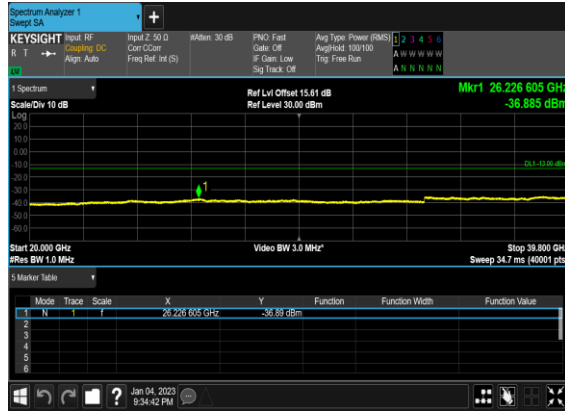 Spectrum Analyzer 1
Swept SA
+
KEYSIGHT Input: RF Input Z: 50 Ω #Atten: 30 dB PNO: Fast Avg Type: Power (RMS) 1 2 3 4 5 6
R T Coupling: DC Corr CCorr Gate: Off Avg|Hold: 100/100 A W W W W W
Align: Auto Freq Ref: Int (S) IF Gain: Low Trig: Free Run
Sig Track: Off A N N N N N
1 Spectrum Ref Lvl Offset 15.61 dB Mkr1 26.226 605 GHz
Scale/Div 10 dB Ref Level 30.00 dBm -36.885 dBm
Log
20.0
10.0
0.00
-10.0 DL1 -13.00 dBm
-20.0
-30.0 1
-40.0
-50.0
-60.0
Start 20.000 GHz Video BW 3.0 MHz* Stop 39.800 GHz
#Res BW 1.0 MHz Sweep 34.7 ms (40001 pts)
5 Marker Table
Mode Trace Scale X Y Function Function Width Function Value
1 N 1 f 26.226 605 GHz -36.89 dBm
2
3
4
5
6
? Jan 04, 2023
9:34:42 PM